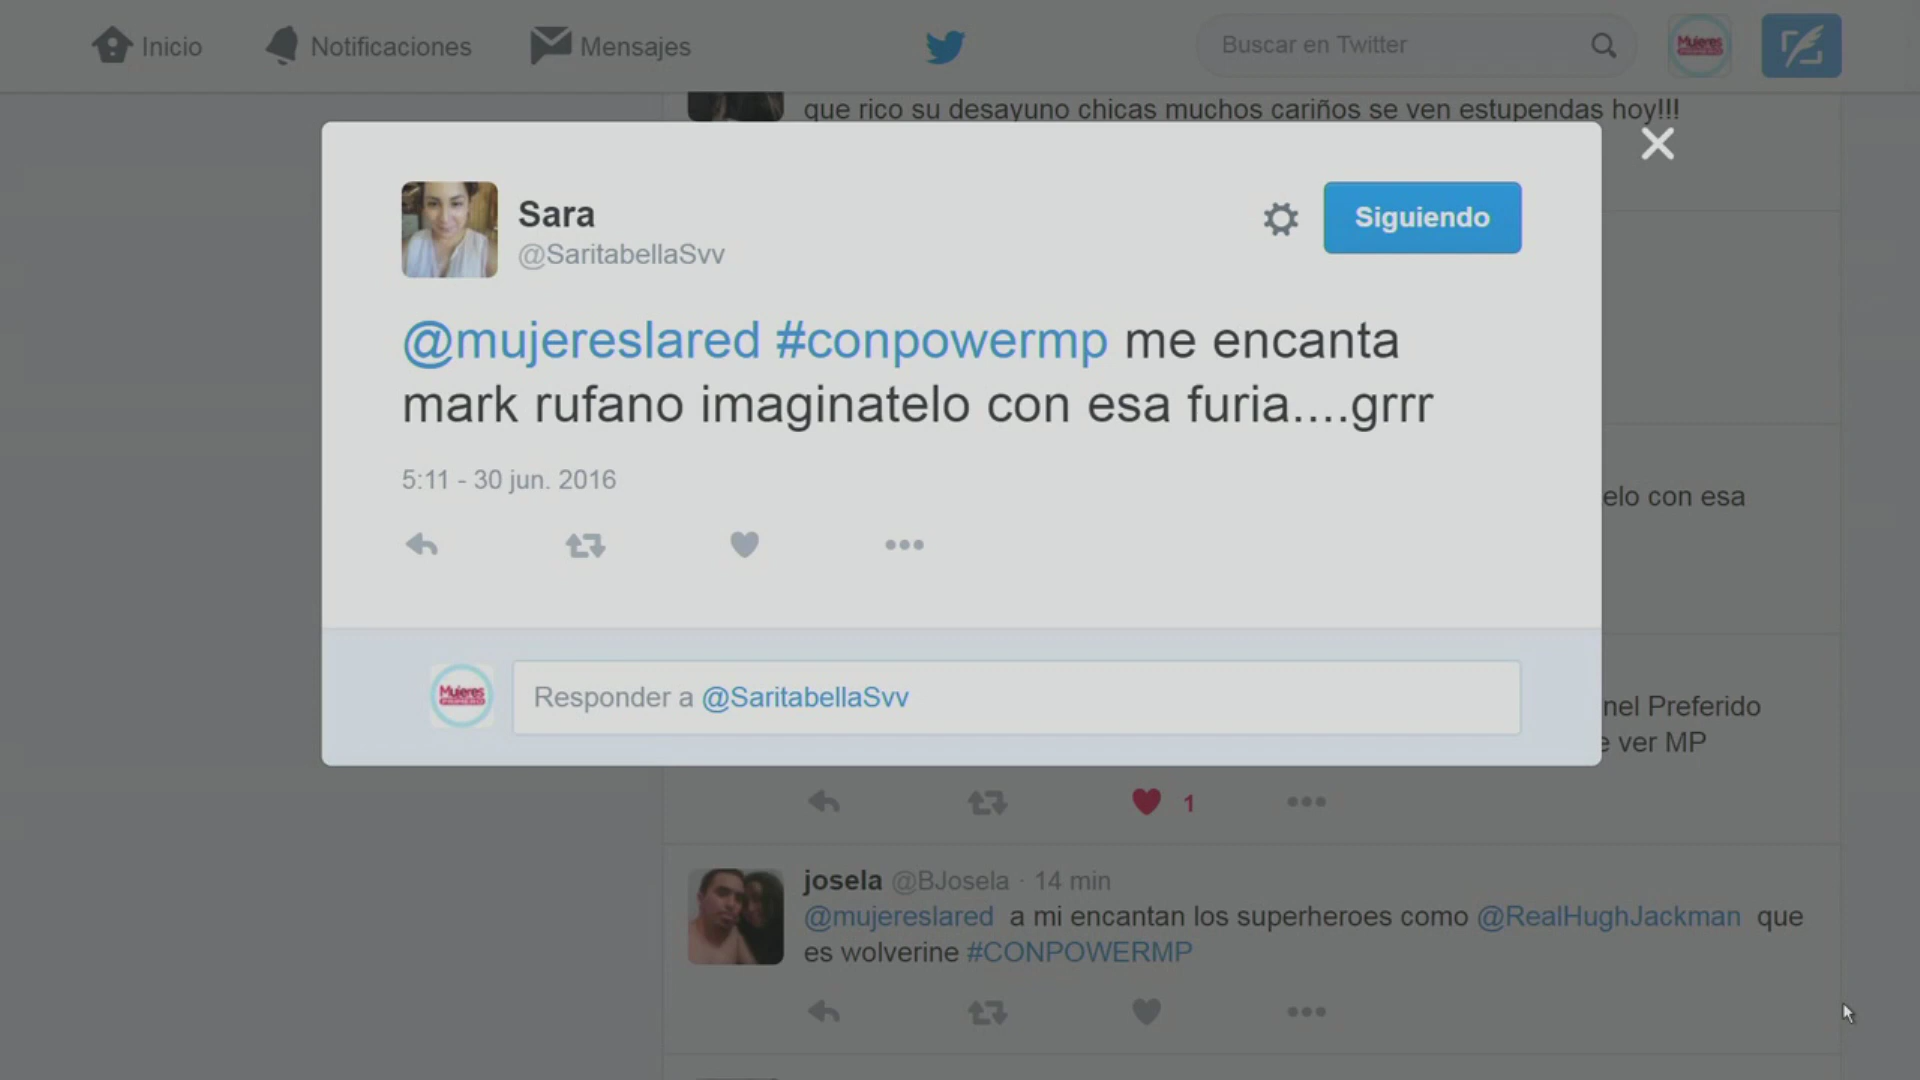 Inicio
Notificaciones
Mensajes
Buscar en Twitter
Mujeres
que rico su desayuno chicas muchos cariños se ven estupendas hoy!!!
Sara
@SaritabellaSvv
Siguiendo
@mujereslared #conpowermp me encanta
mark rufano imaginatelo con esa furia....grrr
5:11 - 30 jun. 2016
elo con esa
Mujeres
Responder a @SaritabellaSvv
nel Preferido
e ver MP
1
josela @BJosela · 14 min
@mujereslared a mi encantan los superheroes como @RealHughJackman que
es wolverine #CONPOWERMP